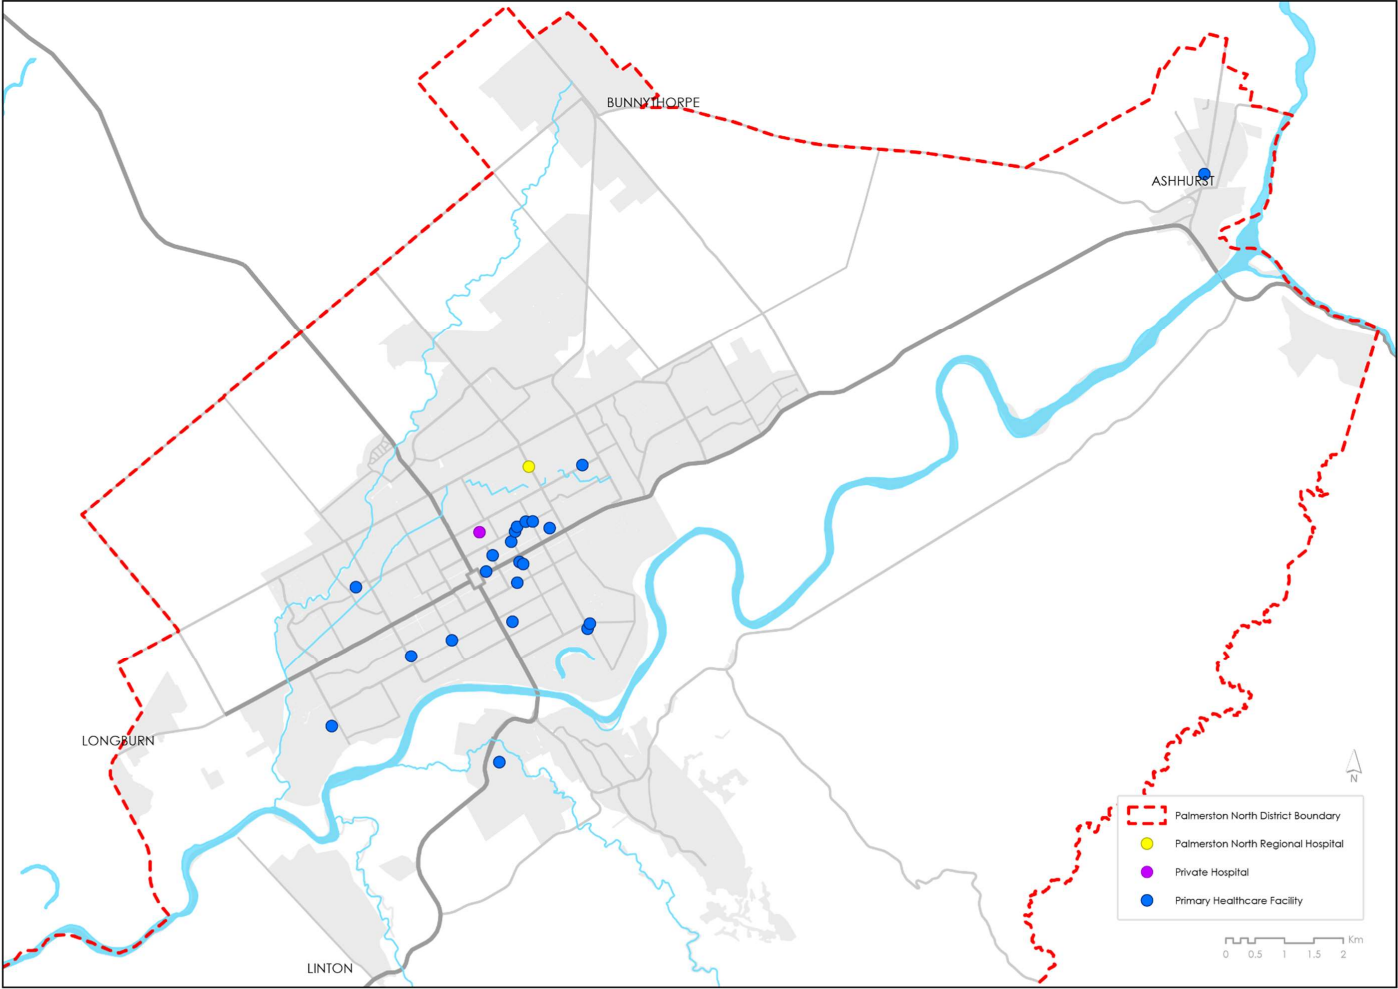 BUNNYTHORPE
ASHHURST
LONGBURN
LINTON
N
Palmerston North District Boundary
Palmerston North Regional Hospital
Private Hospital
Primary Healthcare Facility
Km
0 0.5 1 1.5 2